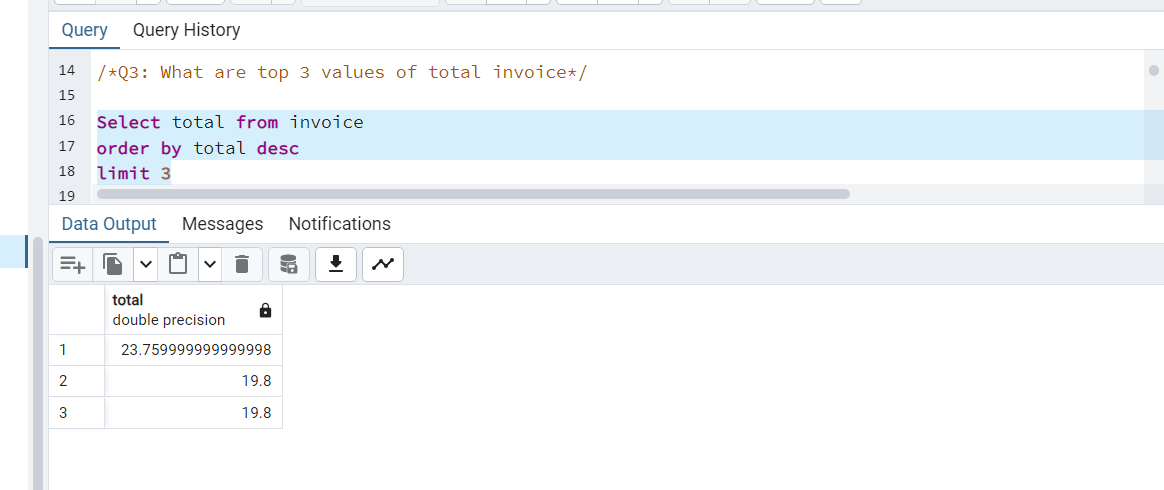 Query Query History
14 /*Q3: What are top 3 values of total invoice*/
15
16 Select total from invoice
17 order by total desc
18 limit 3
19
Data Output Messages Notifications
total
double precision
1 23.759999999999998
2 19.8
3 19.8